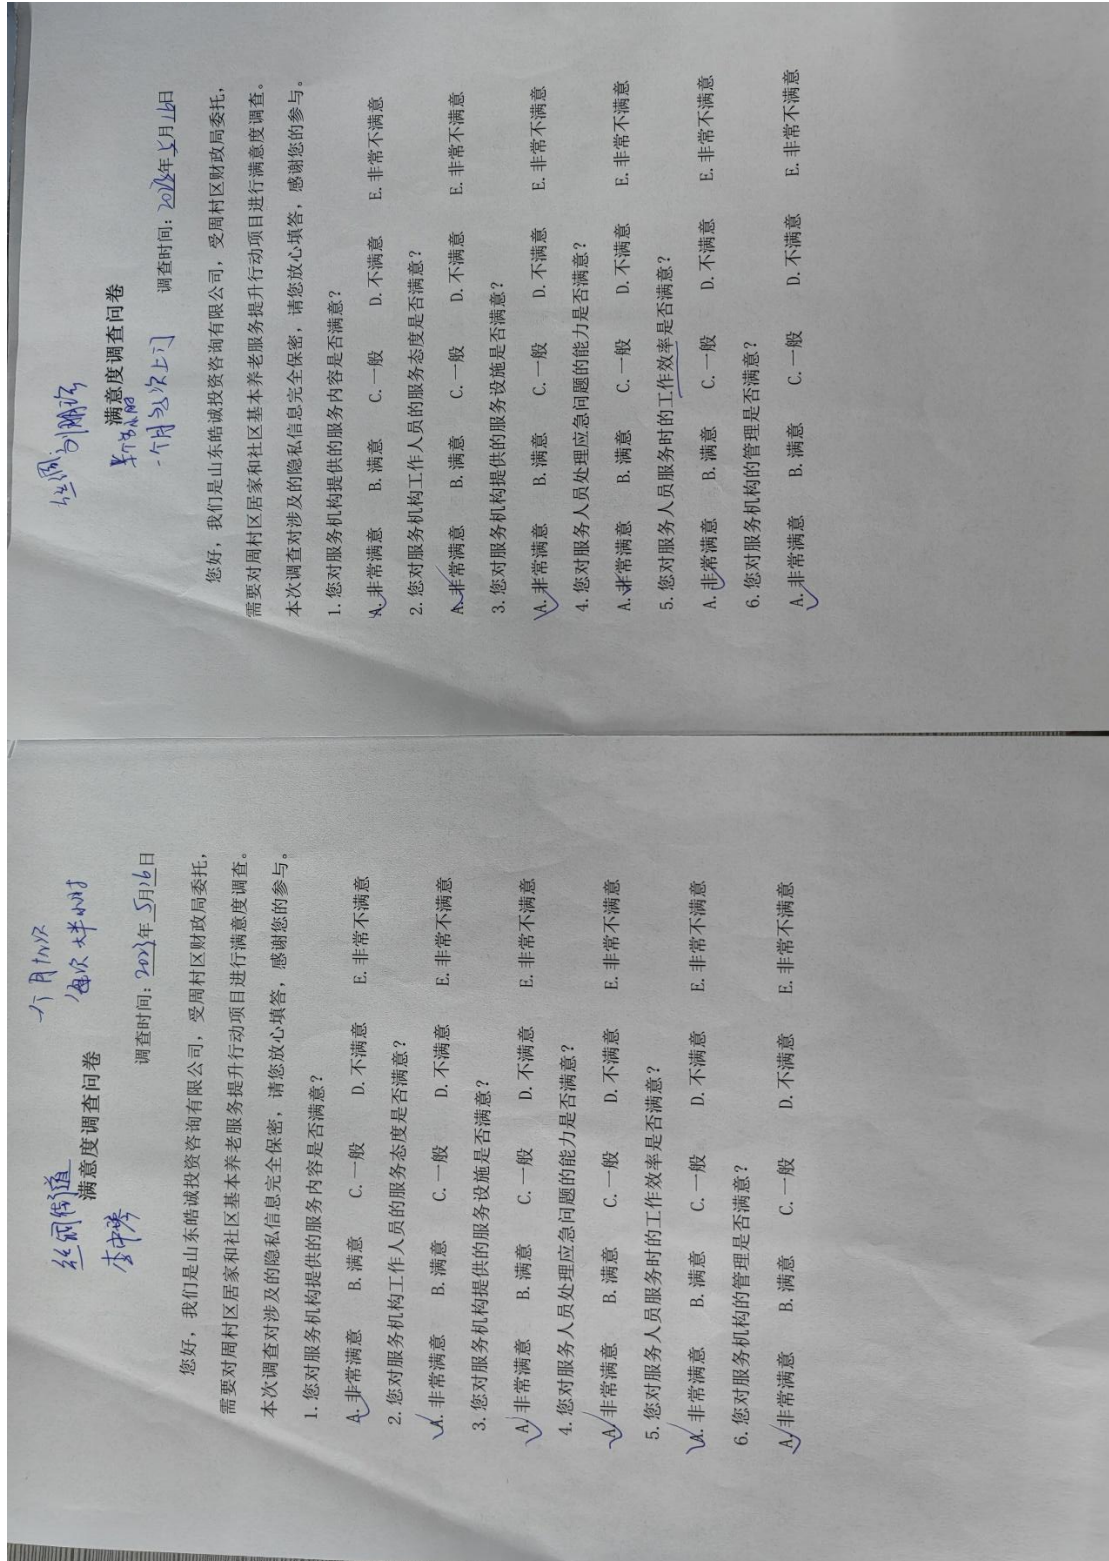 丝绸街道
一个月10次
每次大半小时
满意度调查问卷
调查时间：2023年5月16日
您好，我们是山东皓诚投资咨询有限公司，受周村区财政局委托，
需要对周村区居家和社区基本养老服务提升行动项目进行满意度调查。
本次调查对涉及的隐私信息完全保密，请您放心填答，感谢您的参与。
1. 您对服务机构提供的服务内容是否满意？
A. 非常满意 B. 满意 C. 一般 D. 不满意 E. 非常不满意
2. 您对服务机构工作人员的服务态度是否满意？
A. 非常满意 B. 满意 C. 一般 D. 不满意 E. 非常不满意
3. 您对服务机构提供的服务设施是否满意？
A. 非常满意 B. 满意 C. 一般 D. 不满意 E. 非常不满意
4. 您对服务人员处理应急问题的能力是否满意？
A. 非常满意 B. 满意 C. 一般 D. 不满意 E. 非常不满意
5. 您对服务人员服务时的工作效率是否满意？
A. 非常满意 B. 满意 C. 一般 D. 不满意 E. 非常不满意
6. 您对服务机构的管理是否满意？
A. 非常满意 B. 满意 C. 一般 D. 不满意 E. 非常不满意
丝绸
满意度调查问卷
调查时间：2023年5月16日
您好，我们是山东皓诚投资咨询有限公司，受周村区财政局委托，
需要对周村区居家和社区基本养老服务提升行动项目进行满意度调查。
本次调查对涉及的隐私信息完全保密，请您放心填答，感谢您的参与。
1. 您对服务机构提供的服务内容是否满意？
A. 非常满意 B. 满意 C. 一般 D. 不满意 E. 非常不满意
2. 您对服务机构工作人员的服务态度是否满意？
A. 非常满意 B. 满意 C. 一般 D. 不满意 E. 非常不满意
3. 您对服务机构提供的服务设施是否满意？
A. 非常满意 B. 满意 C. 一般 D. 不满意 E. 非常不满意
4. 您对服务人员处理应急问题的能力是否满意？
A. 非常满意 B. 满意 C. 一般 D. 不满意 E. 非常不满意
5. 您对服务人员服务时的工作效率是否满意？
A. 非常满意 B. 满意 C. 一般 D. 不满意 E. 非常不满意
6. 您对服务机构的管理是否满意？
A. 非常满意 B. 满意 C. 一般 D. 不满意 E. 非常不满意